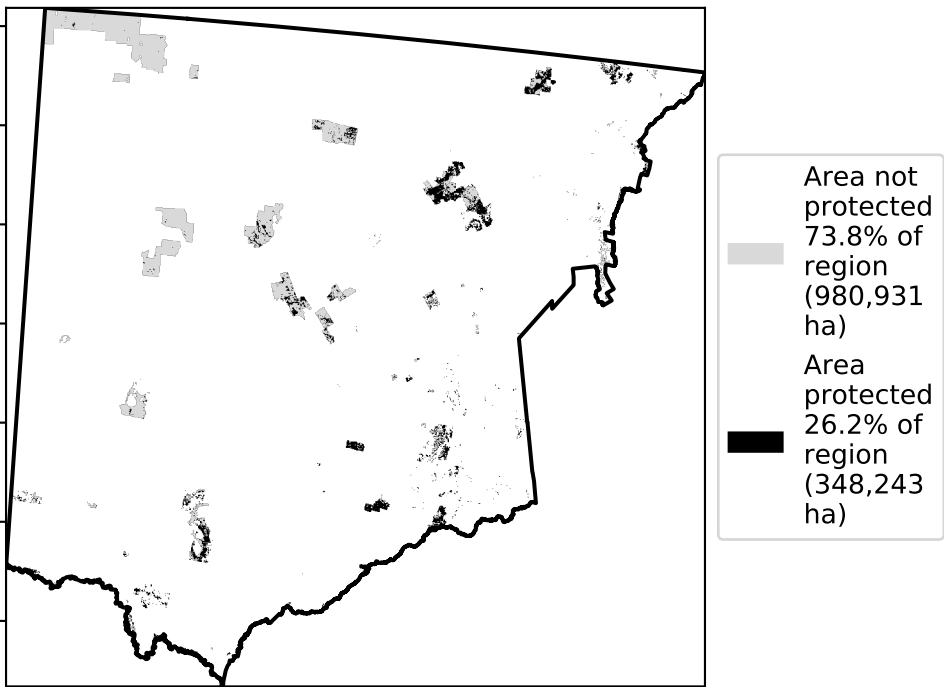 Area not
protected
73.8% of
region
(980,931
ha)
Area
protected
26.2% of
region
(348,243
ha)